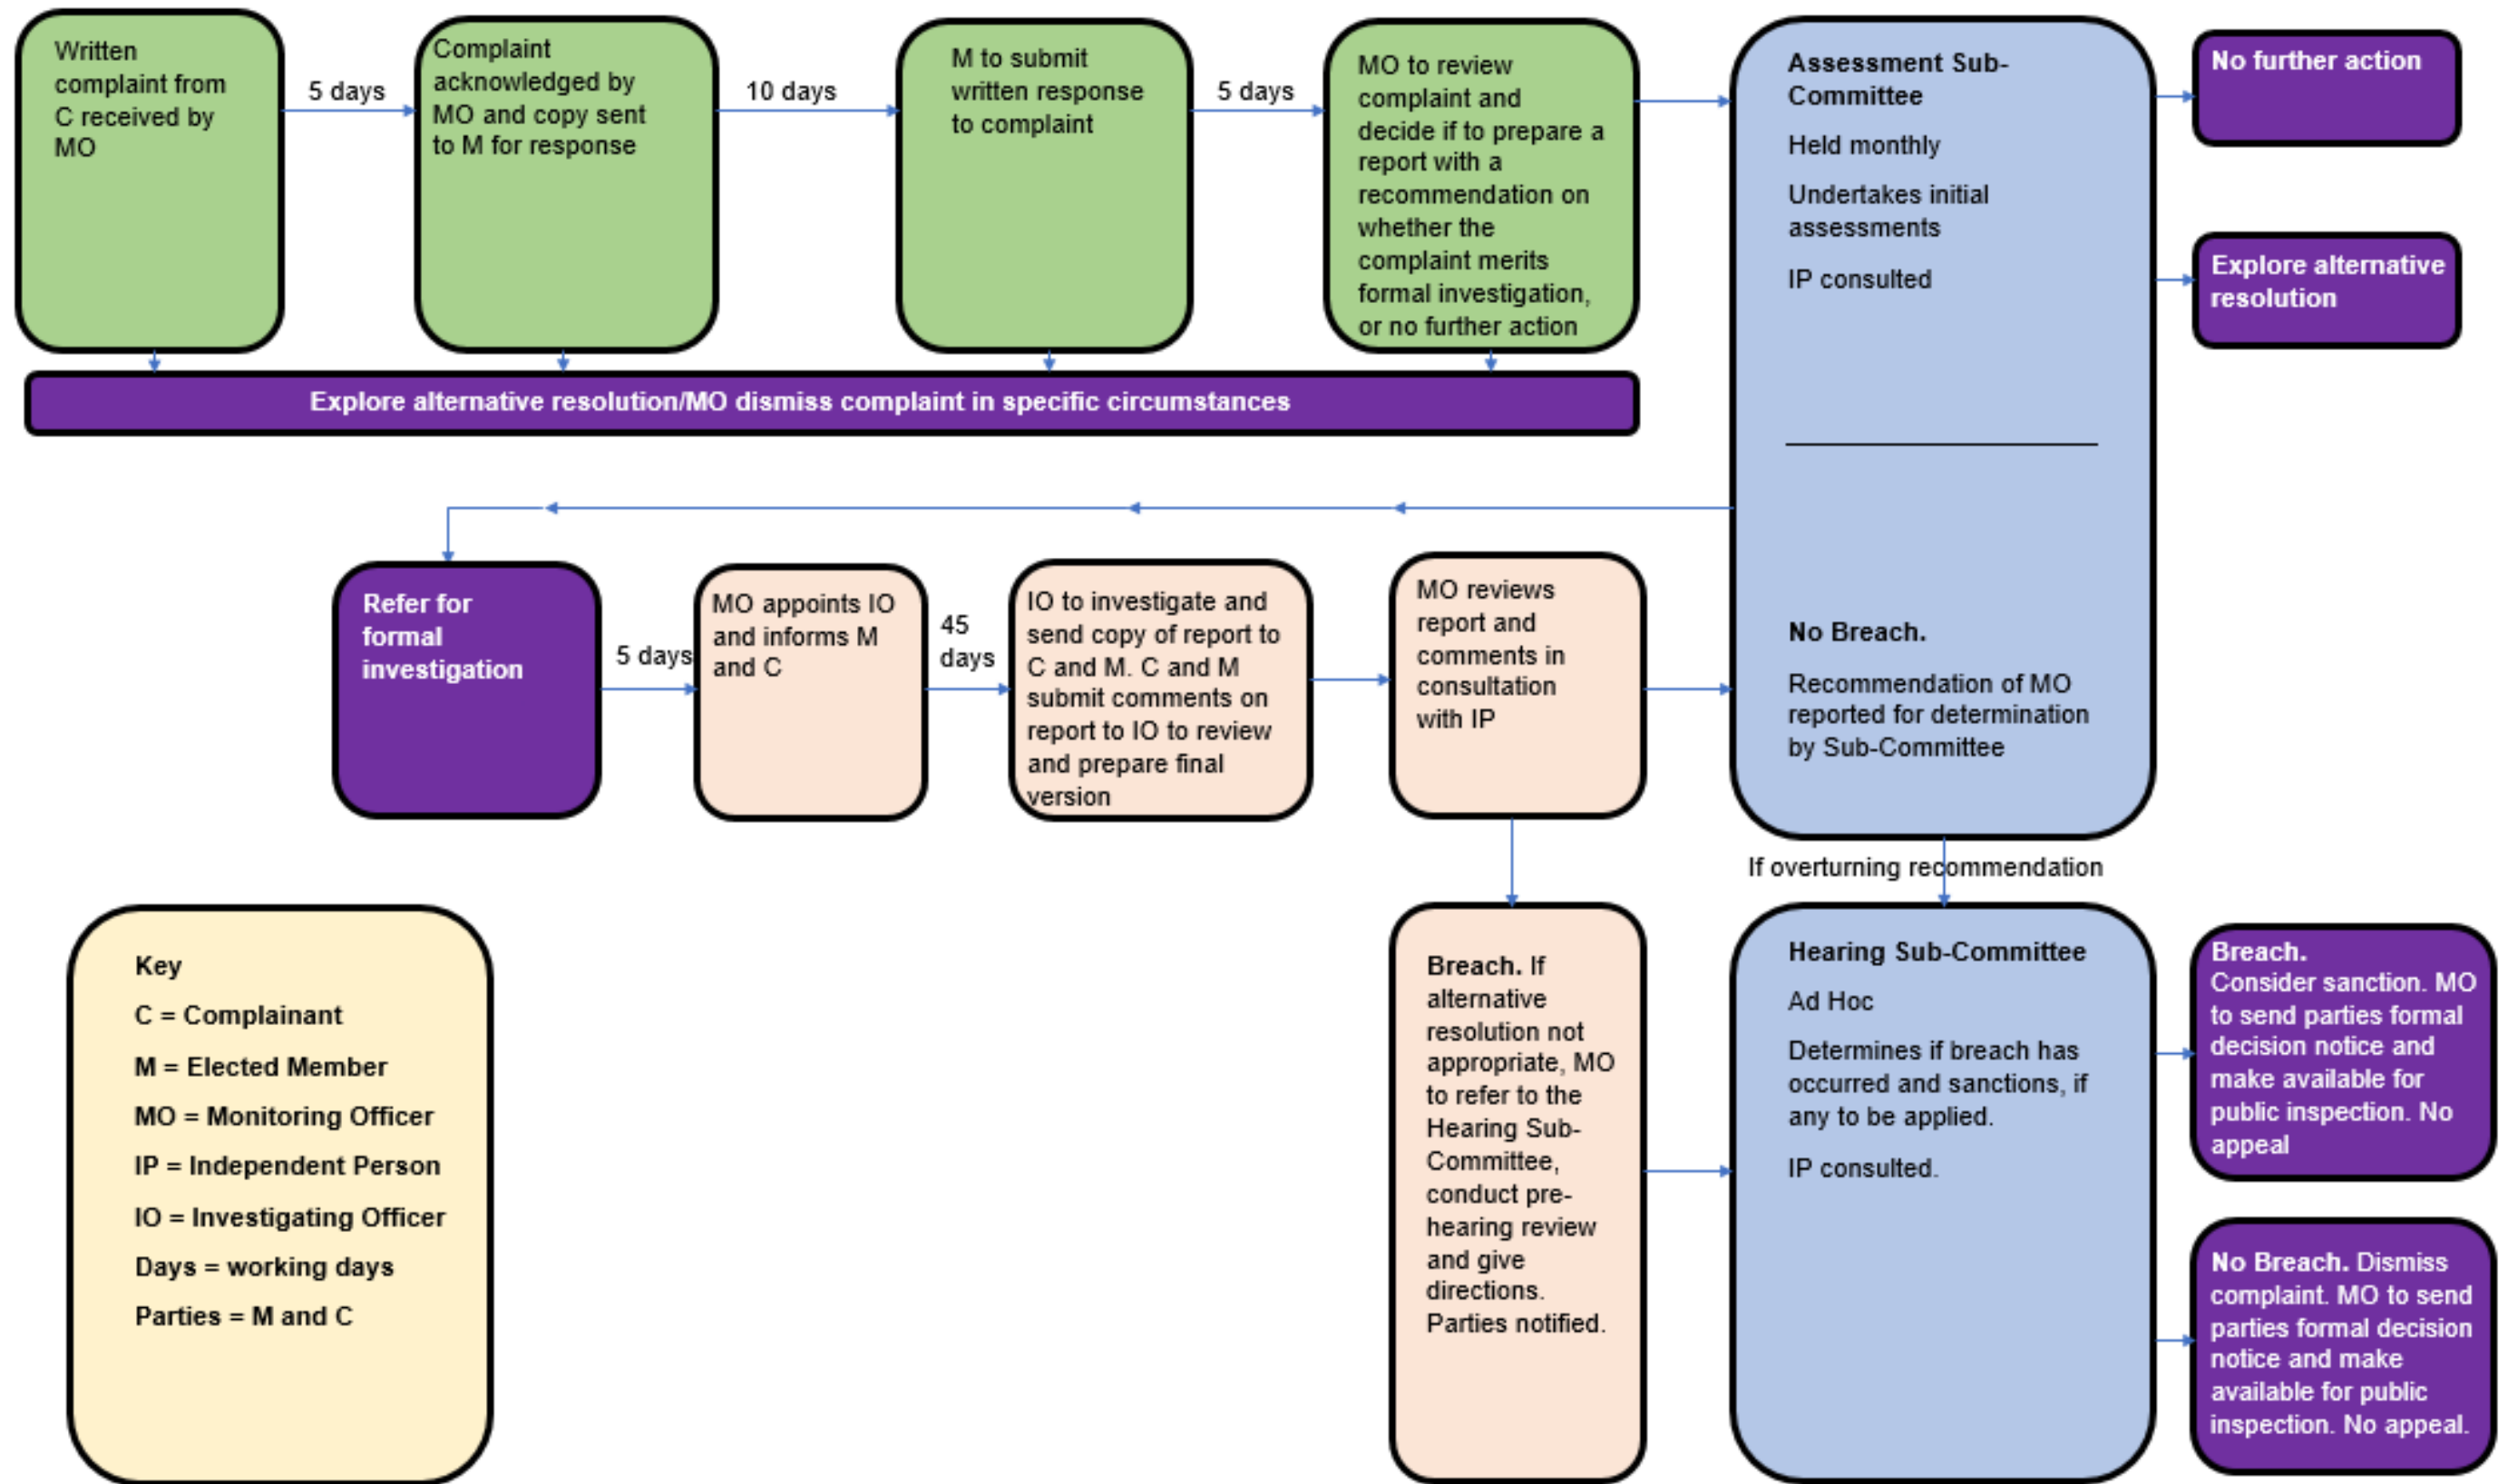 Written
complaint from
C received by
MO
5 days
Complaint
acknowledged by
MO and copy sent
to M for response
10 days
M to submit
written response
to complaint
5 days
MO to review
complaint and
decide if to prepare a
report with a
recommendation on
whether the
complaint merits
formal investigation,
or no further action
Assessment Sub-
Committee
Held monthly
Undertakes initial
assessments
IP consulted
No further action
Explore alternative
resolution
Explore alternative resolution/MO dismiss complaint in specific circumstances
Refer for
formal
investigation
5 days
MO appoints IO
and informs M
and C
45
days
IO to investigate and
send copy of report to
C and M. C and M
submit comments on
report to IO to review
and prepare final
version
MO reviews
report and
comments in
consultation
with IP
No Breach.
Recommendation of MO
reported for determination
by Sub-Committee
If overturning recommendation
Key
C = Complainant
M = Elected Member
MO = Monitoring Officer
IP = Independent Person
IO = Investigating Officer
Days = working days
Parties = M and C
Breach. If
alternative
resolution not
appropriate, MO
to refer to the
Hearing Sub-
Committee,
conduct pre-
hearing review
and give
directions.
Parties notified.
Hearing Sub-Committee
Ad Hoc
Determines if breach has
occurred and sanctions, if
any to be applied.
IP consulted.
Breach.
Consider sanction. MO
to send parties formal
decision notice and
make available for
public inspection. No
appeal
No Breach. Dismiss
complaint. MO to send
parties formal decision
notice and make
available for public
inspection. No appeal.